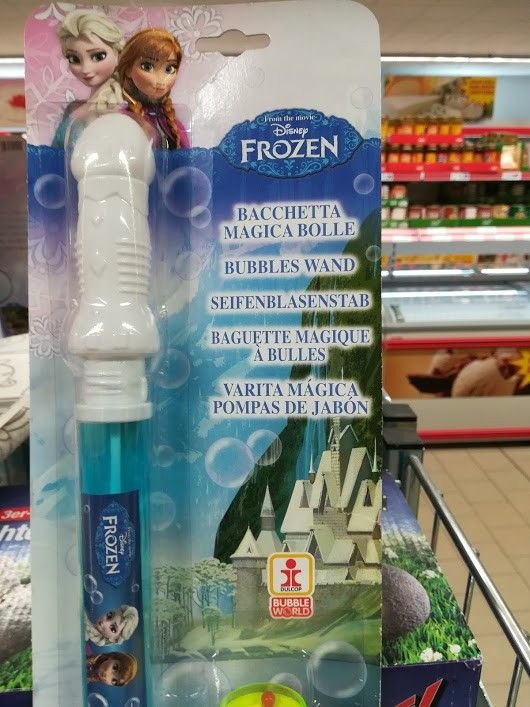 From the movie
Disney
FROZEN
BACCHETTA
MAGICA BOLLE
BUBBLES WAND
SEIFENBLASENSTAB
BAGUETTE MAGIQUE
À BULLES
VARITA MÁGICA
POMPAS DE JABÓN
Disney
FROZEN
DULCOP
BUBBLE
WORLD
3er-